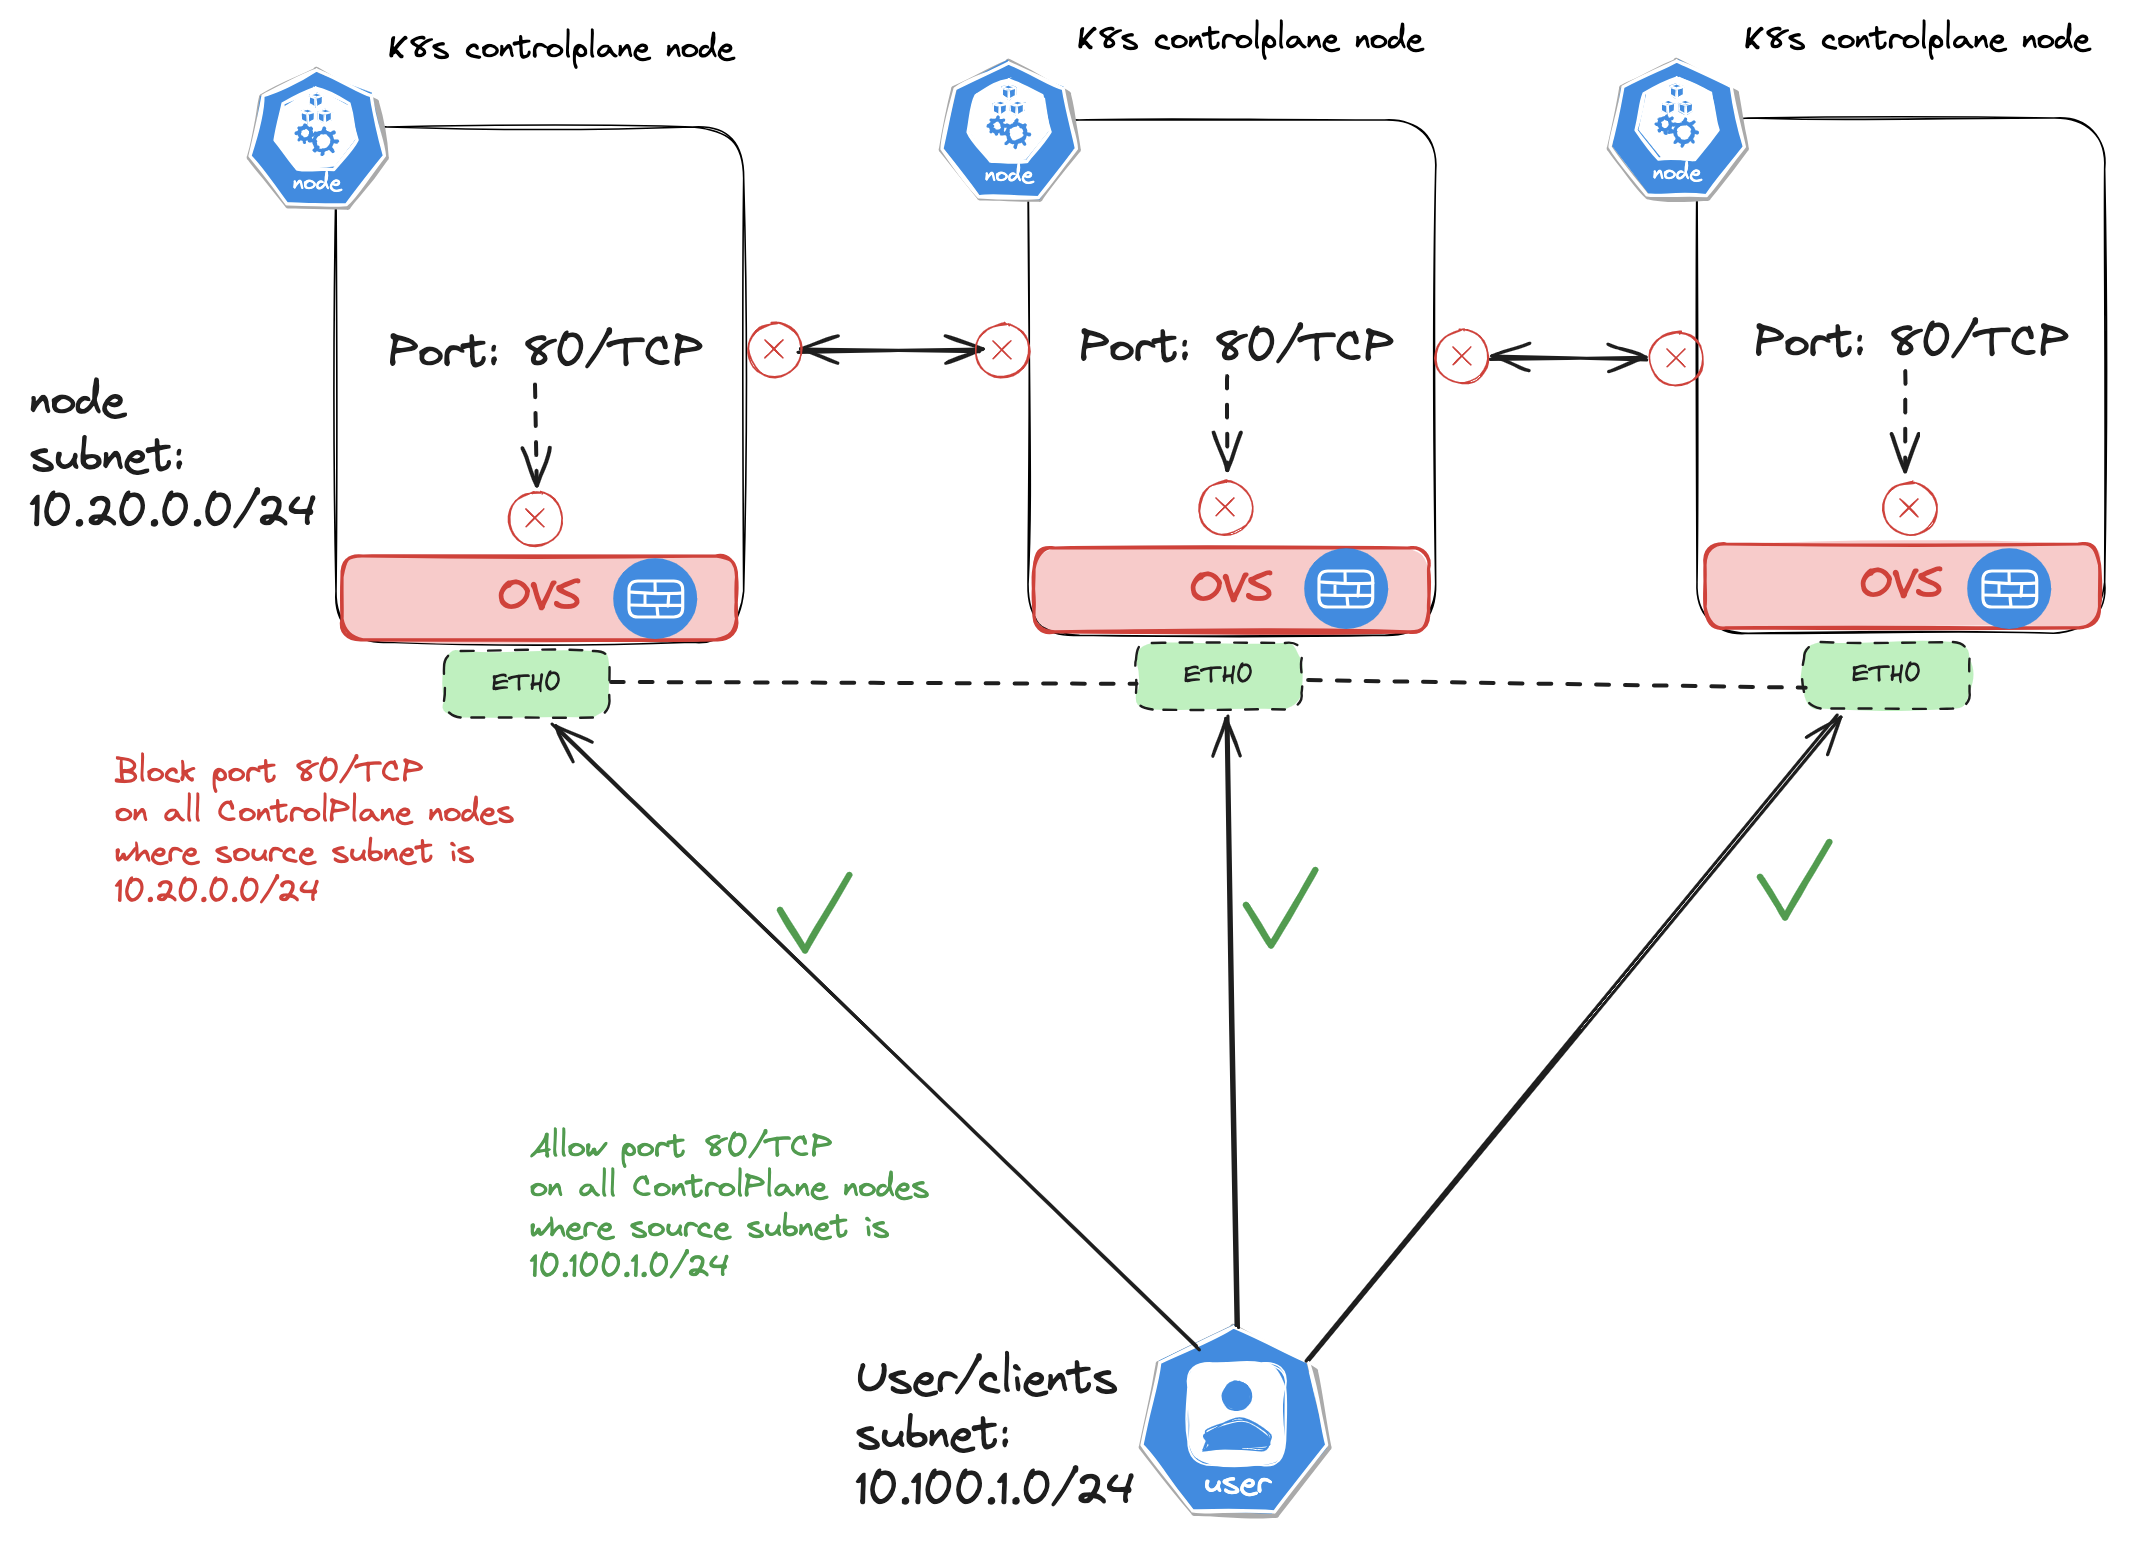 K8s controlplane node
K8s controlplane node
K8s controlplane node
node
node
node
Port: 80/TCP
Port: 80/TCP
Port: 80/TCP
node
subnet:
10.20.0.0/24
OVS
OVS
OVS
ETH0
ETH0
ETH0
Block port 80/TCP
on all ControlPlane nodes
where source subnet is
10.20.0.0/24
Allow port 80/TCP
on all ControlPlane nodes
where source subnet is
10.100.1.0/24
User/clients
subnet:
10.100.1.0/24
user